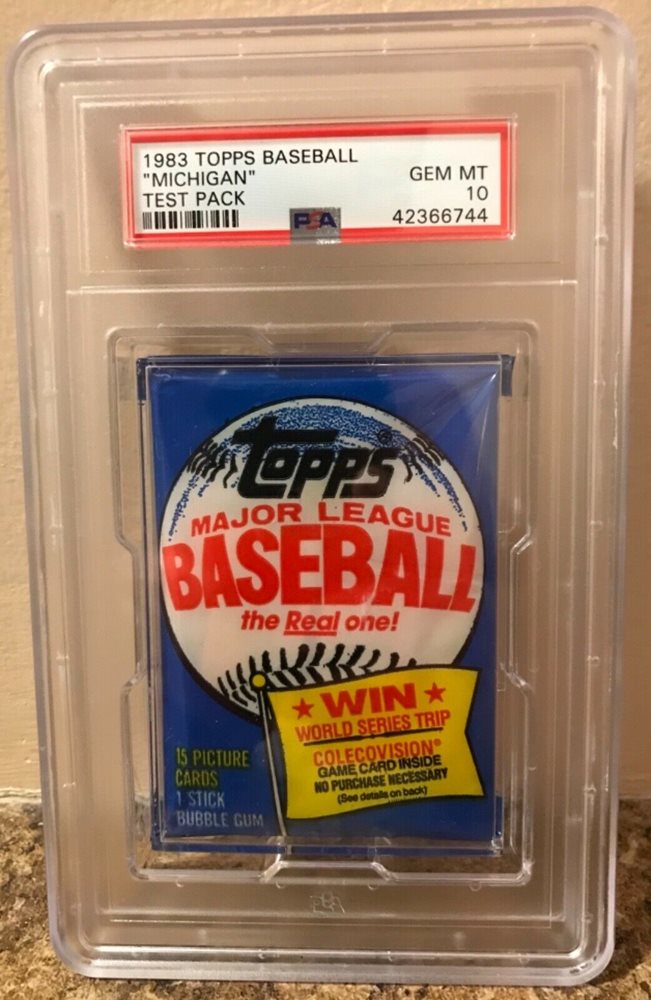 1983 TOPPS BASEBALL
"MICHIGAN"
GEM MT
TEST PACK
10
PSA
42366744
Topps®
MAJOR LEAGUE
BASEBALL
the Real one!
★ WIN ★
WORLD SERIES TRIP
COLECOVISION®
GAME CARD INSIDE
NO PURCHASE NECESSARY
(See details on back)
15 PICTURE
CARDS
1 STICK
BUBBLE GUM
PSA